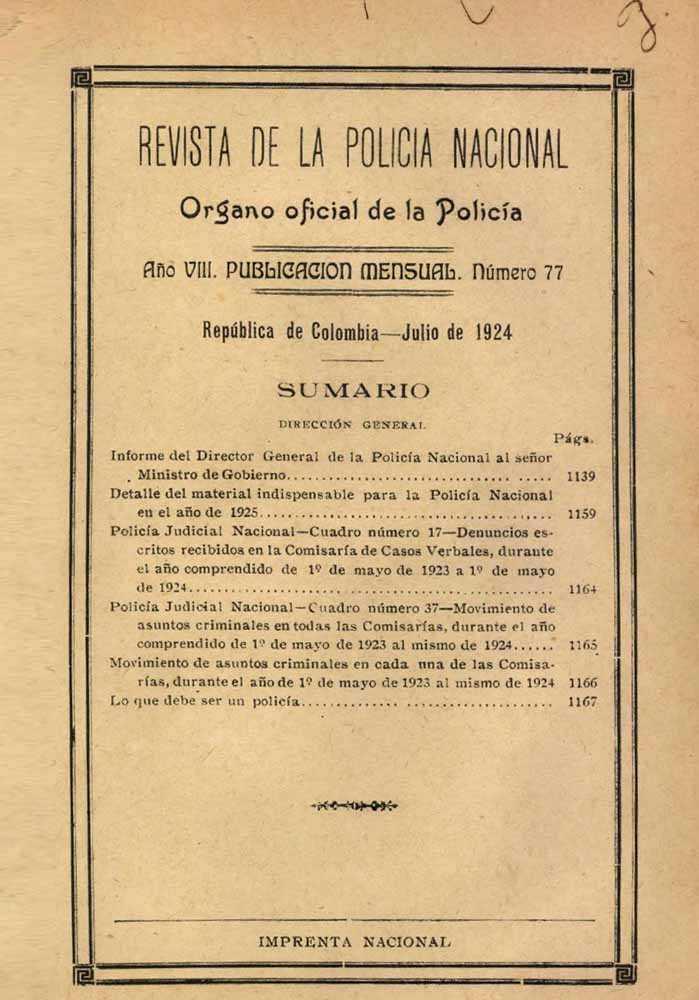 REVISTA DE LA POLICIA NACIONAL
Organo oficial de la Policía
Año VIII. PUBLICACION MENSUAL. Número 77
República de Colombia—Julio de 1924
SUMARIO
DIRECCIÓN GENERAL
Págs.
Informe del Director General de la Policía Nacional al señor
Ministro de Gobierno.............................. ..... 1139
Detalle del material indispensable para la Policía Nacional
en el año de 1925........................................ 1159
Policía Judicial Nacional—Cuadro número 17—Denuncios es-
critos recibidos en la Comisaría de Casos Verbales, durante
el año comprendido de 1º de mayo de 1923 a 1º de mayo
de 1924.................................................. 1164
Policía Judicial Nacional—Cuadro número 37—Movimiento de
asuntos criminales en todas las Comisarías, durante el año
comprendido de 1º de mayo de 1923 al mismo de 1924...... 1165
Movimiento de asuntos criminales en cada una de las Comisa-
rías, durante el año de 1º de mayo de 1923 al mismo de 1924 1166
Lo que debe ser un policía............. ..................... 1167
IMPRENTA NACIONAL